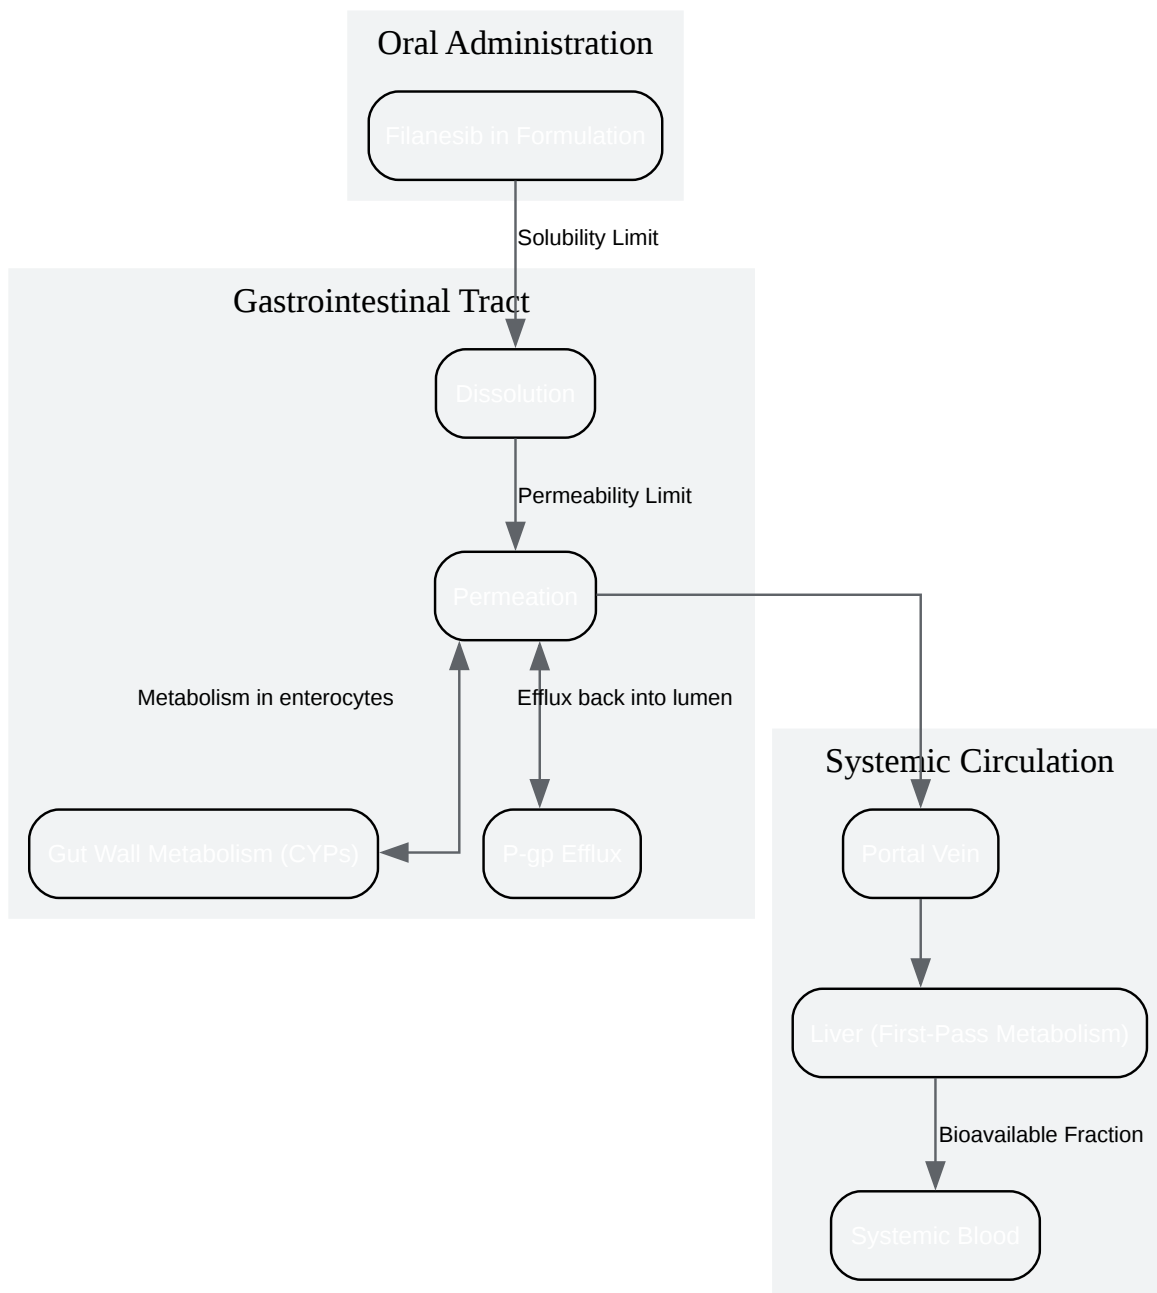 Oral Administration
Filanesib in Formulation
Solubility Limit
Gastrointestinal Tract
Dissolution
Permeability Limit
Permeation
Metabolism in enterocytes
Efflux back into lumen
Systemic Circulation
Gut Wall Metabolism (CYPs)
P-gp Efflux
Portal Vein
Liver (First-Pass Metabolism)
Bioavailable Fraction
Systemic Blood